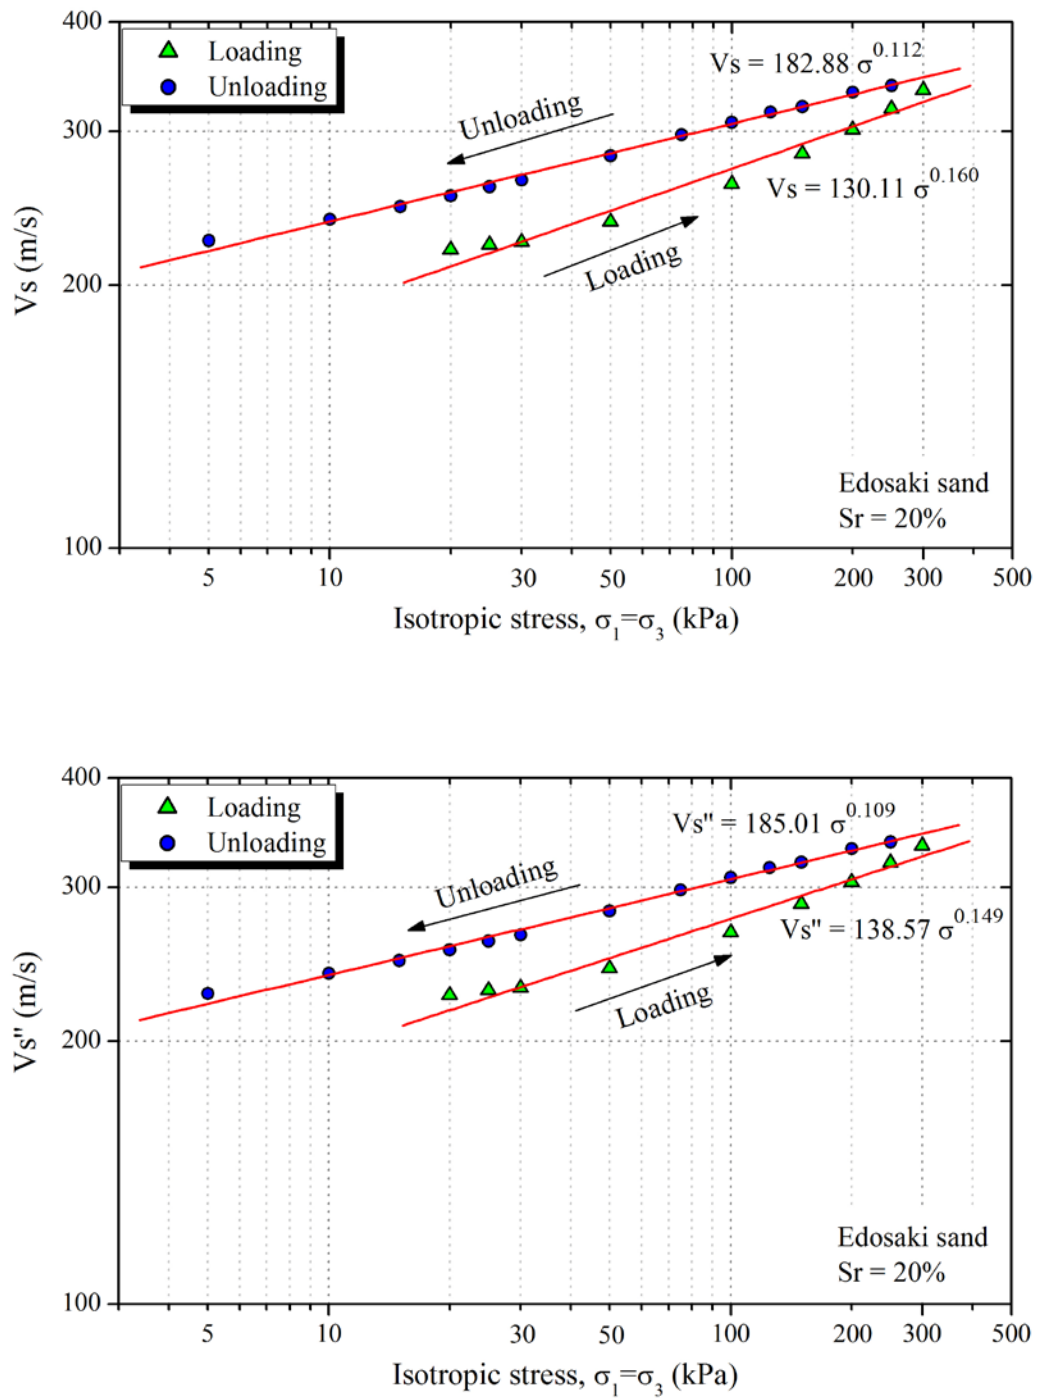 400
Loading
Unloading
Vs = 182.88 σ^0.112
Unloading
300
Vs = 130.11 σ^0.160
Loading
Vs (m/s)
200
Edosaki sand
Sr = 20%
100
5 10 30 50 100 200 300 500
Isotropic stress, σ₁=σ₃ (kPa)
400
Loading
Unloading
Vs" = 185.01 σ^0.109
Unloading
300
Vs" = 138.57 σ^0.149
Loading
Vs" (m/s)
200
Edosaki sand
Sr = 20%
100
5 10 30 50 100 200 300 500
Isotropic stress, σ₁=σ₃ (kPa)